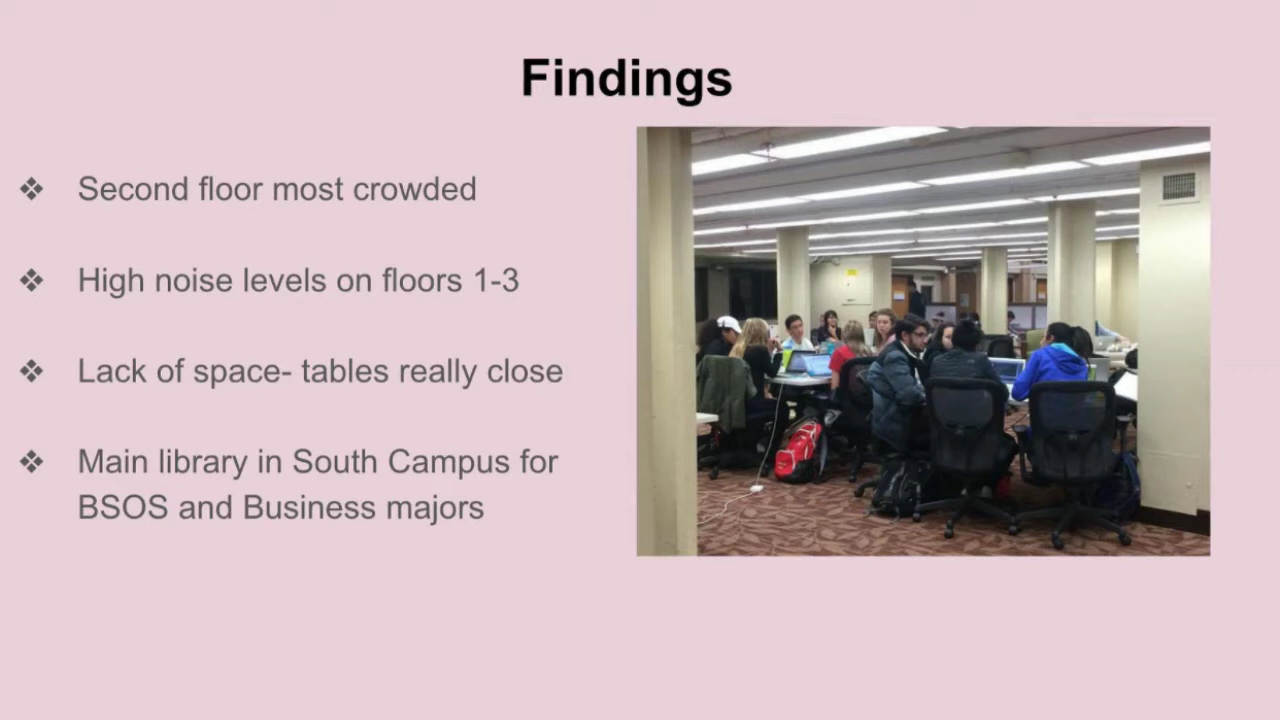 Findings
❖ Second floor most crowded
❖ High noise levels on floors 1-3
❖ Lack of space- tables really close
❖ Main library in South Campus for
BSOS and Business majors